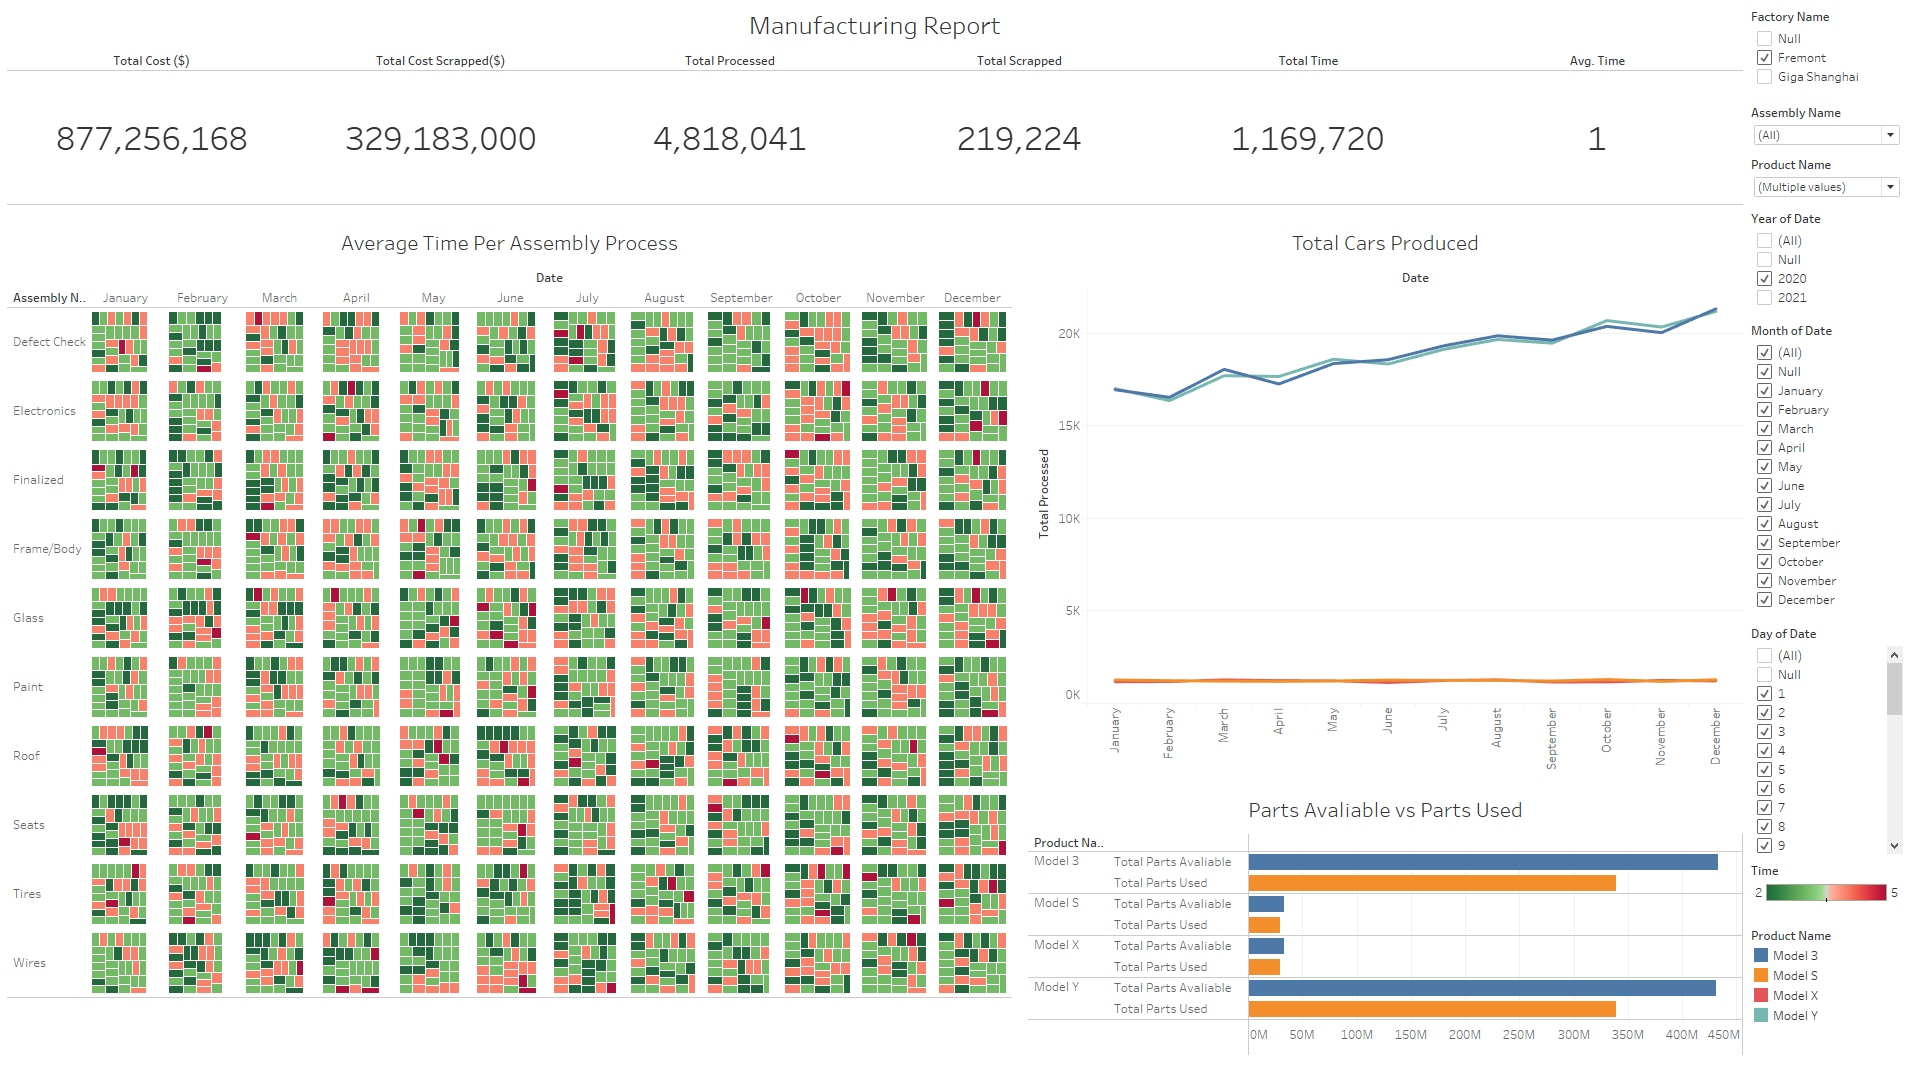 Manufacturing Report
Total Cost ($) Total Cost Scrapped($) Total Processed Total Scrapped Total Time Avg. Time
877,256,168 329,183,000 4,818,041 219,224 1,169,720 1
Average Time Per Assembly Process
Date
Assembly N.. January February March April May June July August September October November December
Defect Check
Electronics
Finalized
Frame/Body
Glass
Paint
Roof
Seats
Tires
Wires
Total Cars Produced
Date
Total Processed
20K
15K
10K
5K
0K
January February March April May June July August September October November December
Parts Avaliable vs Parts Used
Product Na..
Model 3 Total Parts Avaliable
Total Parts Used
Model S Total Parts Avaliable
Total Parts Used
Model X Total Parts Avaliable
Total Parts Used
Model Y Total Parts Avaliable
Total Parts Used
0M 50M 100M 150M 200M 250M 300M 350M 400M 450M
Factory Name
Null
Fremont
Giga Shanghai
Assembly Name
(All)
Product Name
(Multiple values)
Year of Date
(All)
Null
2020
2021
Month of Date
(All)
Null
January
February
March
April
May
June
July
August
September
October
November
December
Day of Date
(All)
Null
1
2
3
4
5
6
7
8
9
Time
2 5
Product Name
Model 3
Model S
Model X
Model Y